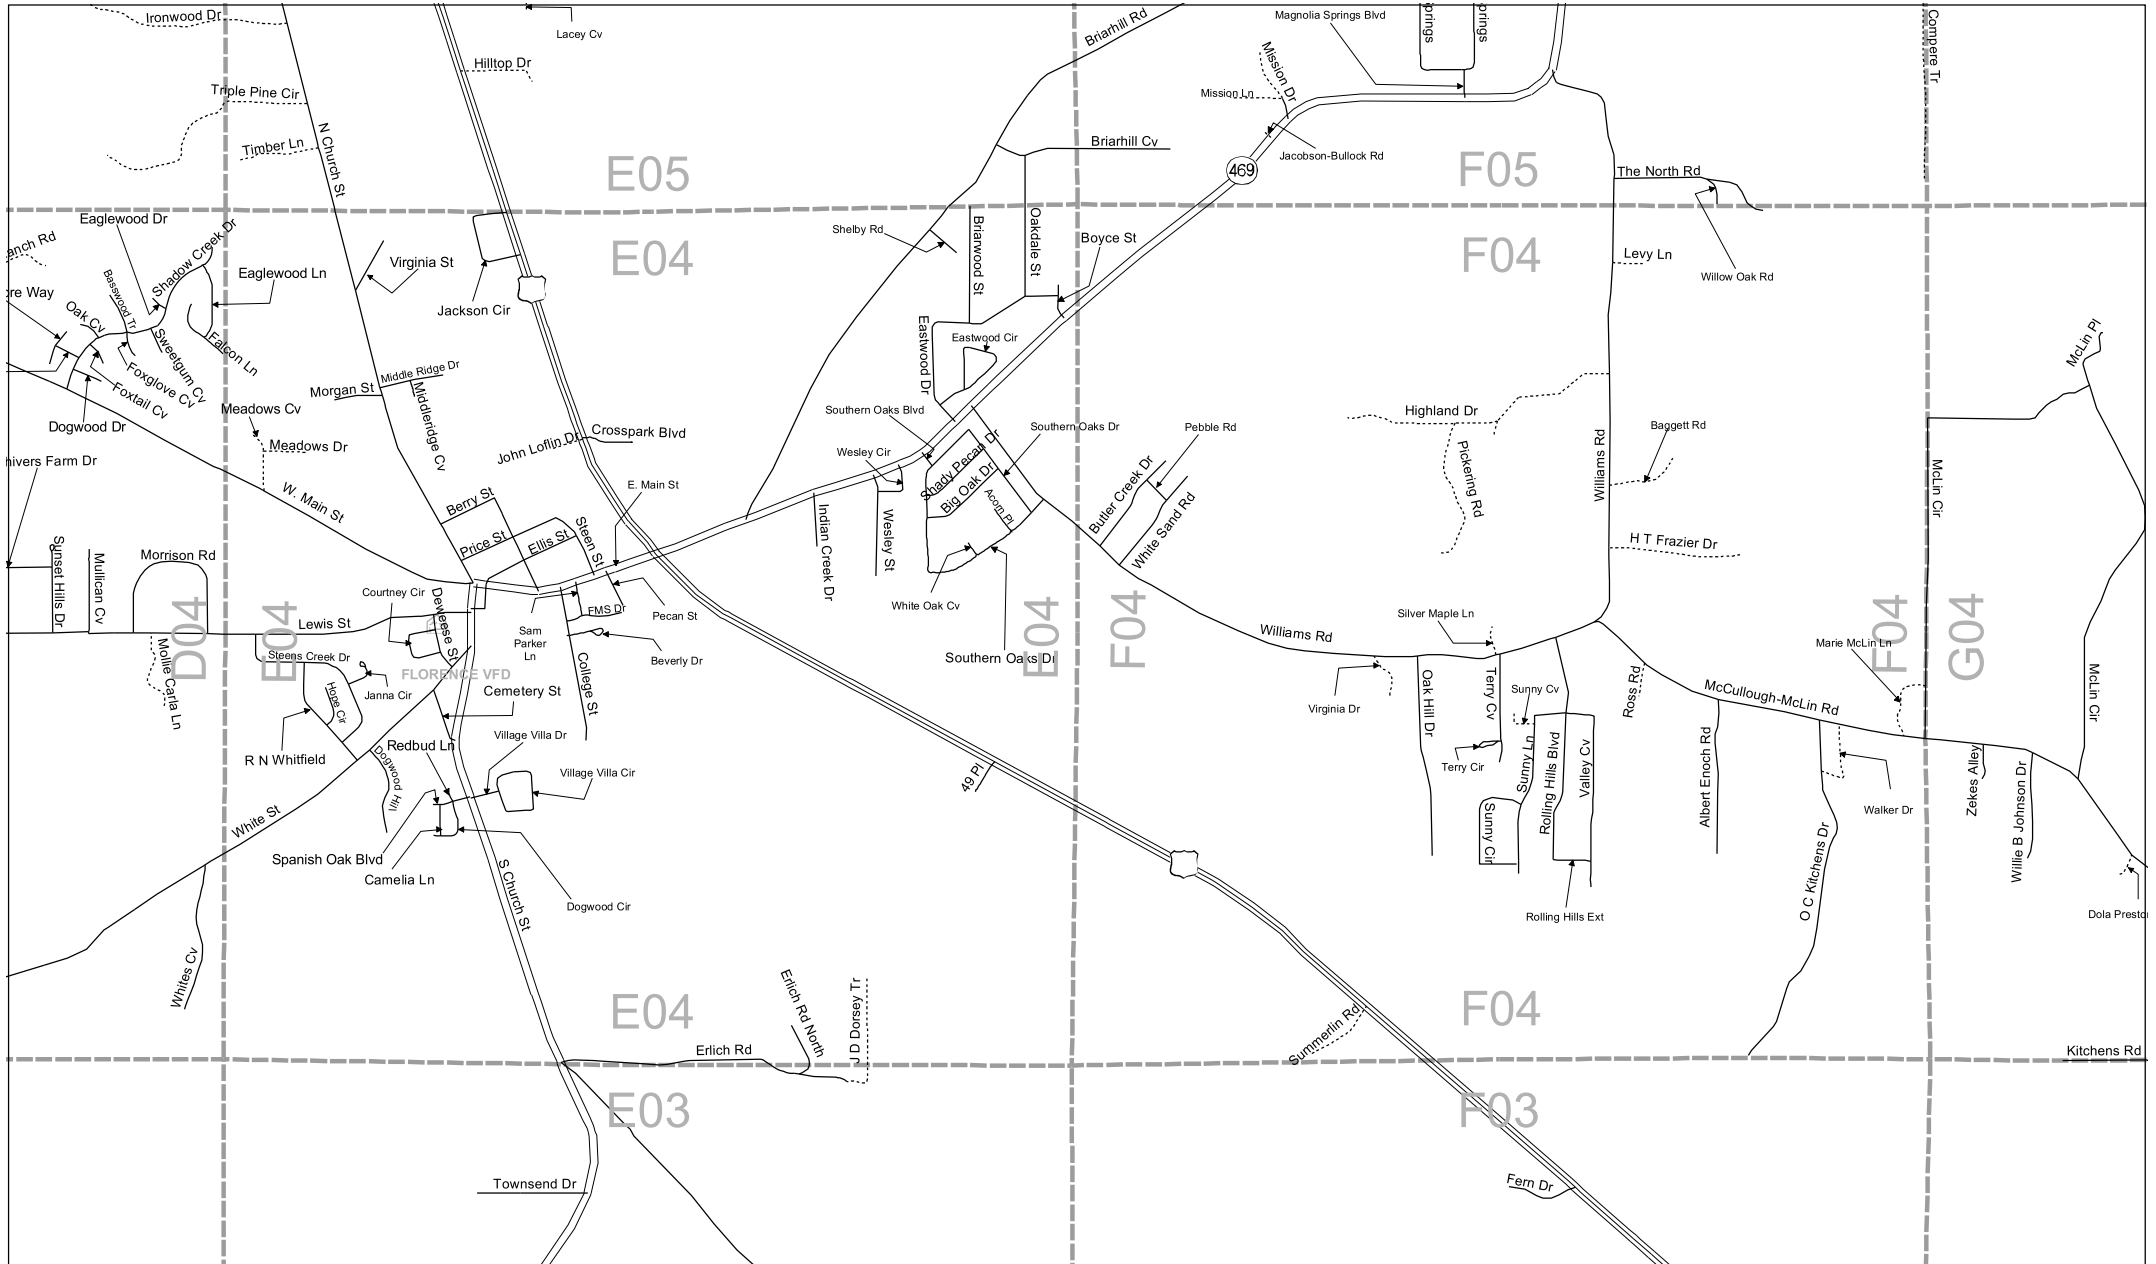 Ironwood Dr
Lacey Cv
Briarhill Rd
Magnolia Springs Blvd
prings
prings
Compere Tr
Hilltop Dr
Mission Dr
Triple Pine Cir
Mission Ln
N Church St
Timber Ln
Briarhill Cv
Jacobson-Bullock Rd
E05
469
F05
The North Rd
Eaglewood Dr
Shadow Creek Dr
anch Rd
Shelby Rd
Briarwood St
Oakdale St
Boyce St
E04
F04
Levy Ln
Willow Oak Rd
Virginia St
Eaglewood Ln
Basswood Tr
ore Way
Oak Cv
Jackson Cir
Sweetgum Cv
Falcon Ln
Eastwood Dr
Eastwood Cir
McLin Pl
Foxglove Cv
Foxtail Cv
Dogwood Dr
Morgan St
Middle Ridge Dr
Middleridge Cv
Meadows Cv
Meadows Dr
John Loflin Dr
Crosspark Blvd
Southern Oaks Blvd
Southern Oaks Dr
Pebble Rd
Highland Dr
Baggett Rd
hivers Farm Dr
Wesley Cir
Shady Pecan Dr
Big Oak Dr
Acorn Pl
Butler Creek Dr
White Sand Rd
Pickering Rd
Williams Rd
McLin Cir
W. Main St
Berry St
E. Main St
Price St
Ellis St
Steen St
Indian Creek Dr
Wesley St
H T Frazier Dr
Sunset Hills Dr
Mullican Cv
Morrison Rd
D04
E04
Courtney Cir
Deweese St
FMS Dr
Pecan St
White Oak Cv
E04
F04
Silver Maple Ln
F04
G04
Lewis St
Sam
Parker
Ln
Williams Rd
Marie McLin Ln
Mollie Carla Ln
Steens Creek Dr
Beverly Dr
College St
Southern Oaks Dr
FLORENCE VFD
Janna Cir
Hope Cir
Cemetery St
Virginia Dr
Oak Hill Dr
Terry Cv
Sunny Cv
Ross Rd
McCullough-McLin Rd
McLin Cir
R N Whitfield
Redbud Ln
Village Villa Dr
Dogwood Hill
Village Villa Cir
49 Pl
Terry Cir
Sunny Ln
Rolling Hills Blvd
Valley Cv
Albert Enoch Rd
Walker Dr
Zekes Alley
Willie B Johnson Dr
White St
Spanish Oak Blvd
Camelia Ln
Sunny Cir
O C Kitchens Dr
S Church St
Dogwood Cir
Rolling Hills Ext
Dola Presto
Whites Cv
Erlich Rd North
J D Dorsey Tr
E04
F04
Summerlin Rd
Erlich Rd
Kitchens Rd
E03
F03
Townsend Dr
Fern Dr